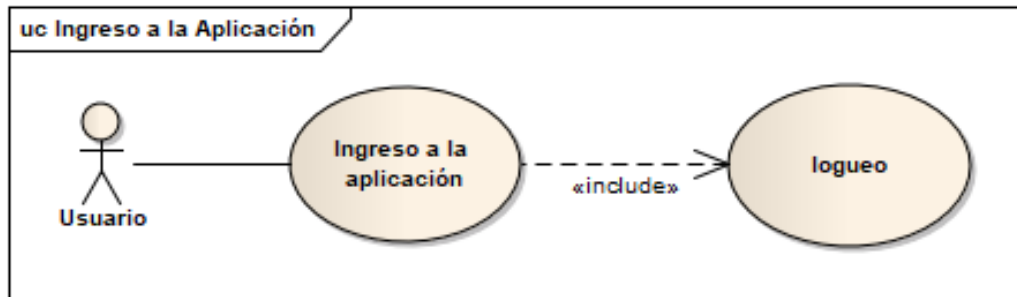 uc Ingreso a la Aplicación
Ingreso a la
aplicación
logueo
«include»
Usuario